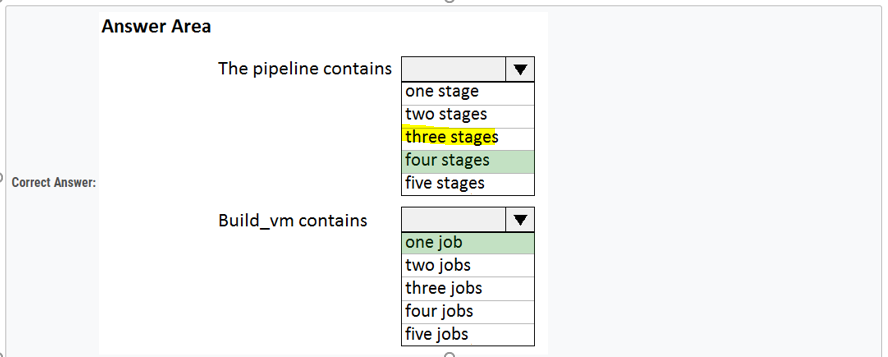 Answer Area
The pipeline contains
one stage
two stages
three stages
four stages
five stages
Correct Answer:
Build_vm contains
one job
two jobs
three jobs
four jobs
five jobs